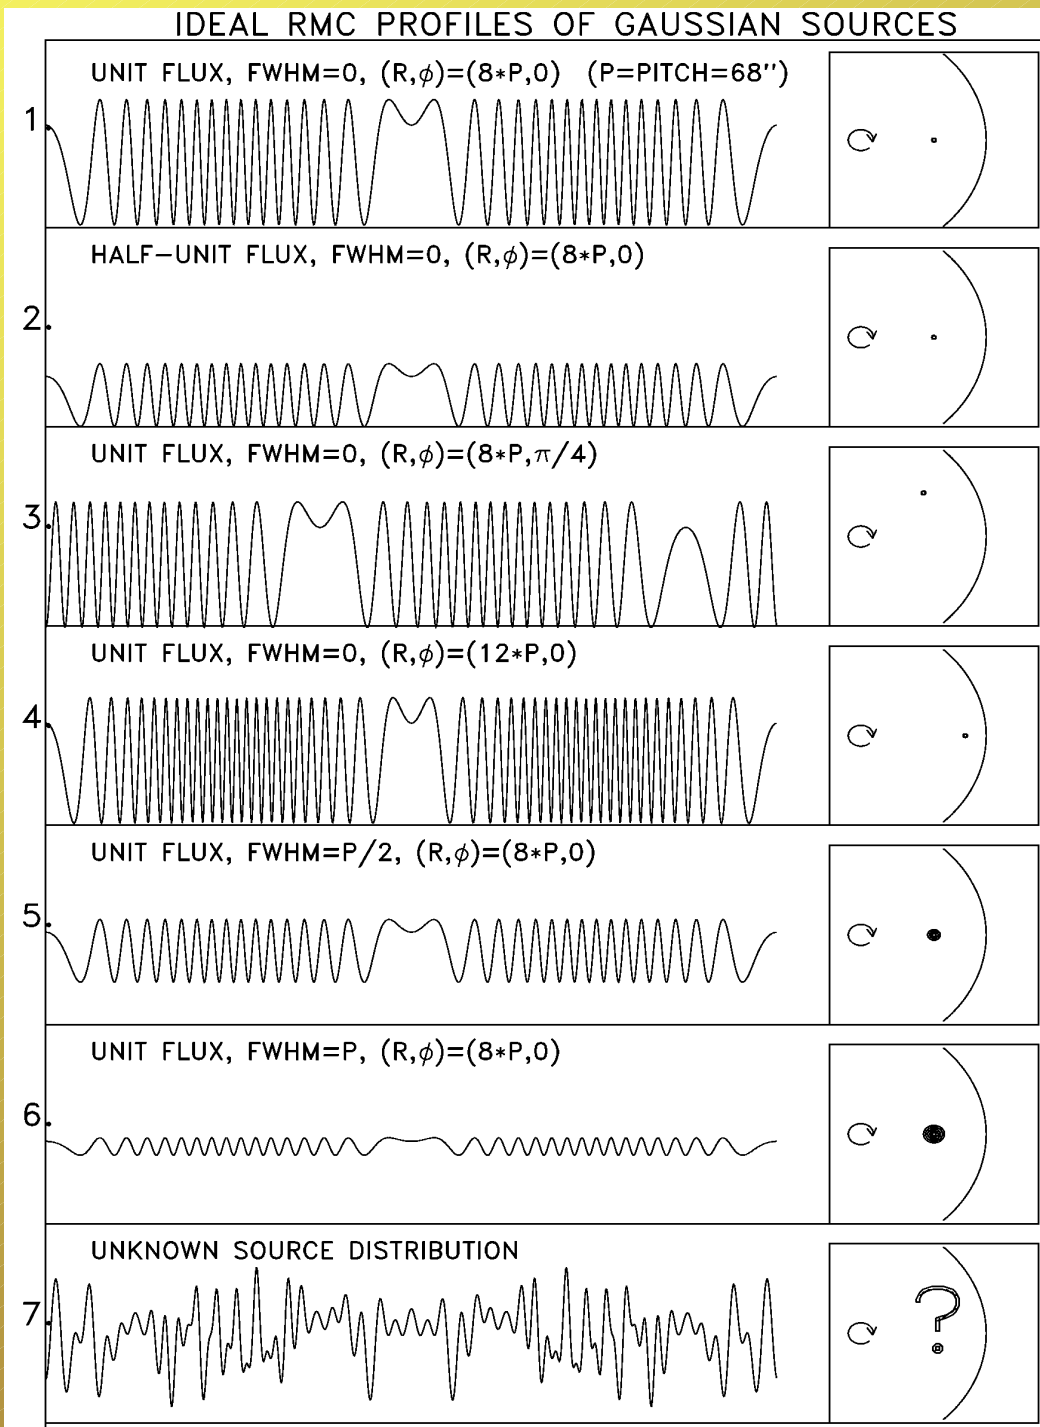 IDEAL RMC PROFILES OF GAUSSIAN SOURCES
UNIT FLUX, FWHM=0, (R,ϕ)=(8*P,0) (P=PITCH=68")
1.
HALF-UNIT FLUX, FWHM=0, (R,ϕ)=(8*P,0)
2.
UNIT FLUX, FWHM=0, (R,ϕ)=(8*P,π/4)
3.
UNIT FLUX, FWHM=0, (R,ϕ)=(12*P,0)
4.
UNIT FLUX, FWHM=P/2, (R,ϕ)=(8*P,0)
5.
UNIT FLUX, FWHM=P, (R,ϕ)=(8*P,0)
6.
UNKNOWN SOURCE DISTRIBUTION
7.
?